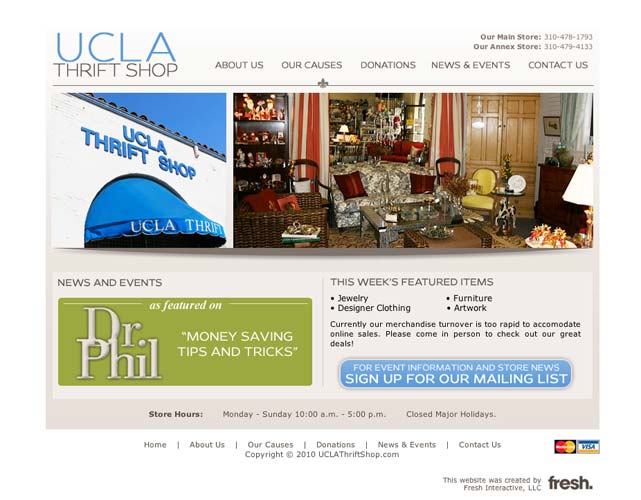 UCLA
THRIFT SHOP
Our Main Store: 310-478-1793
Our Annex Store: 310-479-4133
ABOUT US OUR CAUSES DONATIONS NEWS & EVENTS CONTACT US
UCLA
THRIFT SHOP
UCLA THRIFT
NEWS AND EVENTS
as featured on
Dr.
Phil
"MONEY SAVING
TIPS AND TRICKS"
THIS WEEK'S FEATURED ITEMS
• Jewelry • Furniture
• Designer Clothing • Artwork
Currently our merchandise turnover is too rapid to accomodate
online sales. Please come in person to check out our great
deals!
FOR EVENT INFORMATION AND STORE NEWS
SIGN UP FOR OUR MAILING LIST
Store Hours: Monday - Sunday 10:00 a.m. - 5:00 p.m. Closed Major Holidays.
Home | About Us | Our Causes | Donations | News & Events | Contact Us
Copyright © 2010 UCLAThriftShop.com
VISA
This website was created by
Fresh Interactive, LLC
fresh.